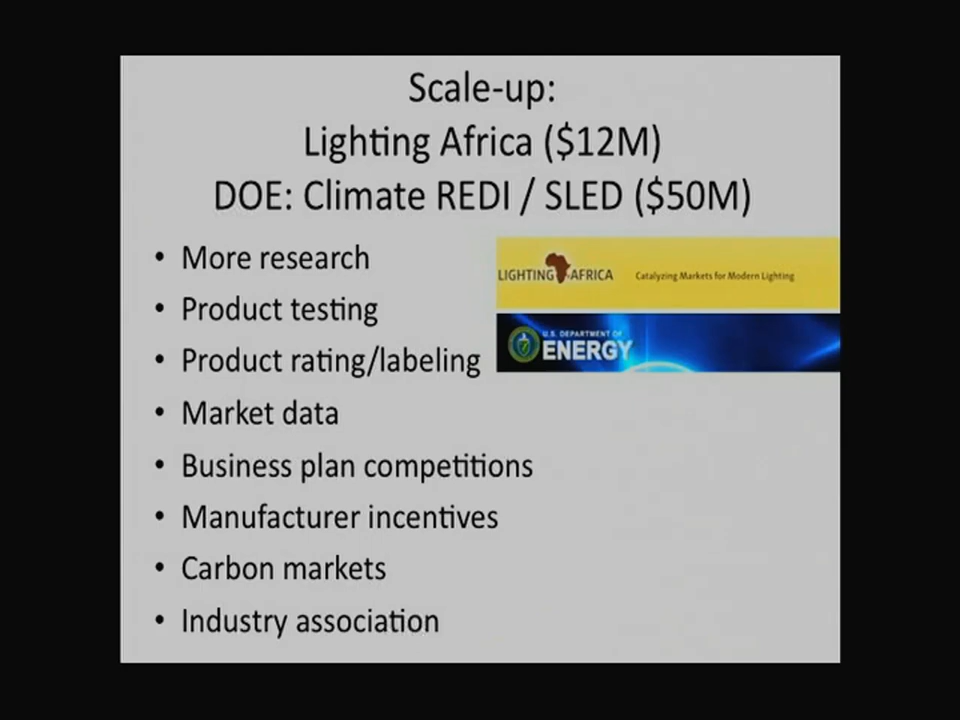 Scale-up:
Lighting Africa ($12M)
DOE: Climate REDI / SLED ($50M)
• More research
• Product testing
• Product rating/labeling
• Market data
• Business plan competitions
• Manufacturer incentives
• Carbon markets
• Industry association
LIGHTING AFRICA Catalyzing Markets for Modern Lighting
U.S. DEPARTMENT OF
ENERGY